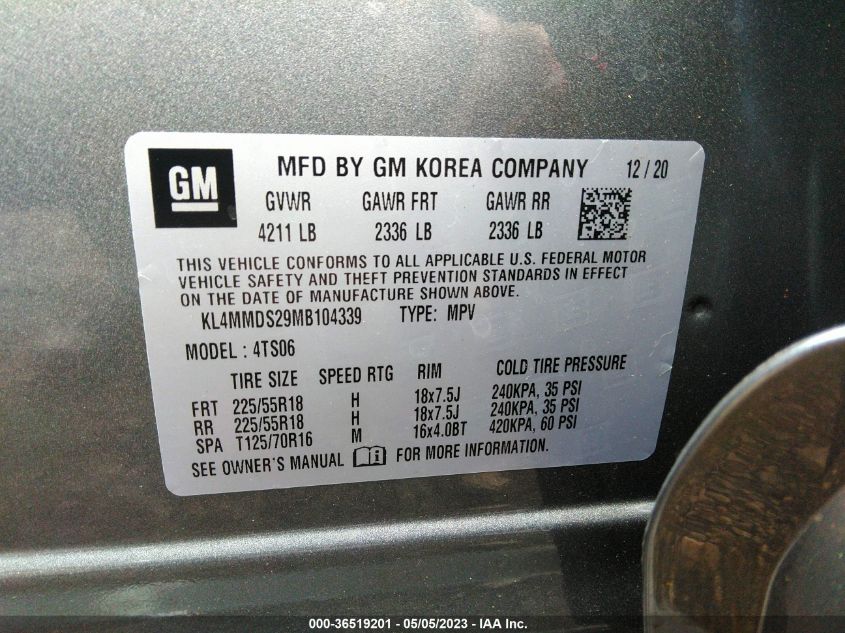 GM MFD BY GM KOREA COMPANY 12 / 20
GVWR GAWR FRT GAWR RR
4211 LB 2336 LB 2336 LB
THIS VEHICLE CONFORMS TO ALL APPLICABLE U.S. FEDERAL MOTOR
VEHICLE SAFETY AND THEFT PREVENTION STANDARDS IN EFFECT
ON THE DATE OF MANUFACTURE SHOWN ABOVE.
KL4MMDS29MB104339 TYPE: MPV
MODEL : 4TS06
TIRE SIZE SPEED RTG RIM COLD TIRE PRESSURE
FRT 225/55R18 H 18x7.5J 240KPA, 35 PSI
RR 225/55R18 H 18x7.5J 240KPA, 35 PSI
SPA T125/70R16 M 16x4.0BT 420KPA, 60 PSI
SEE OWNER'S MANUAL FOR MORE INFORMATION.
000-36519201 - 05/05/2023 - IAA Inc.